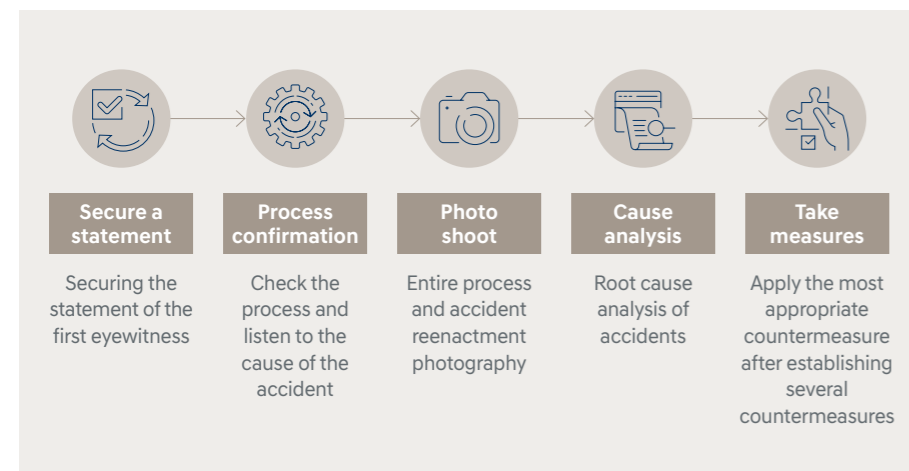 Secure a
statement
Securing the
statement of the
first eyewitness
Process
confirmation
Check the
process and
listen to the
cause of the
accident
Photo
shoot
Entire process
and accident
reenactment
photography
Cause
analysis
Root cause
analysis of
accidents
Take
measures
Apply the most
appropriate
countermeasure
after establishing
several
countermeasures